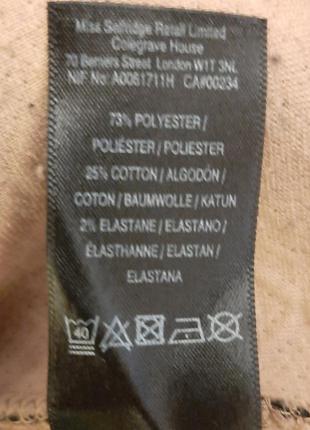 Miss Selfridge Retail Limited
Colegrave House
70 Berners Street London W1T 3NL
NIF No: A0061711H CA#00234
73% POLYESTER /
POLIÉSTER / POLIESTER
25% COTTON / ALGODÓN /
COTON / BAUMWOLLE / KATUN
2% ELASTANE / ELASTANO /
ÉLASTHANNE / ELASTAN /
ELASTANA
40